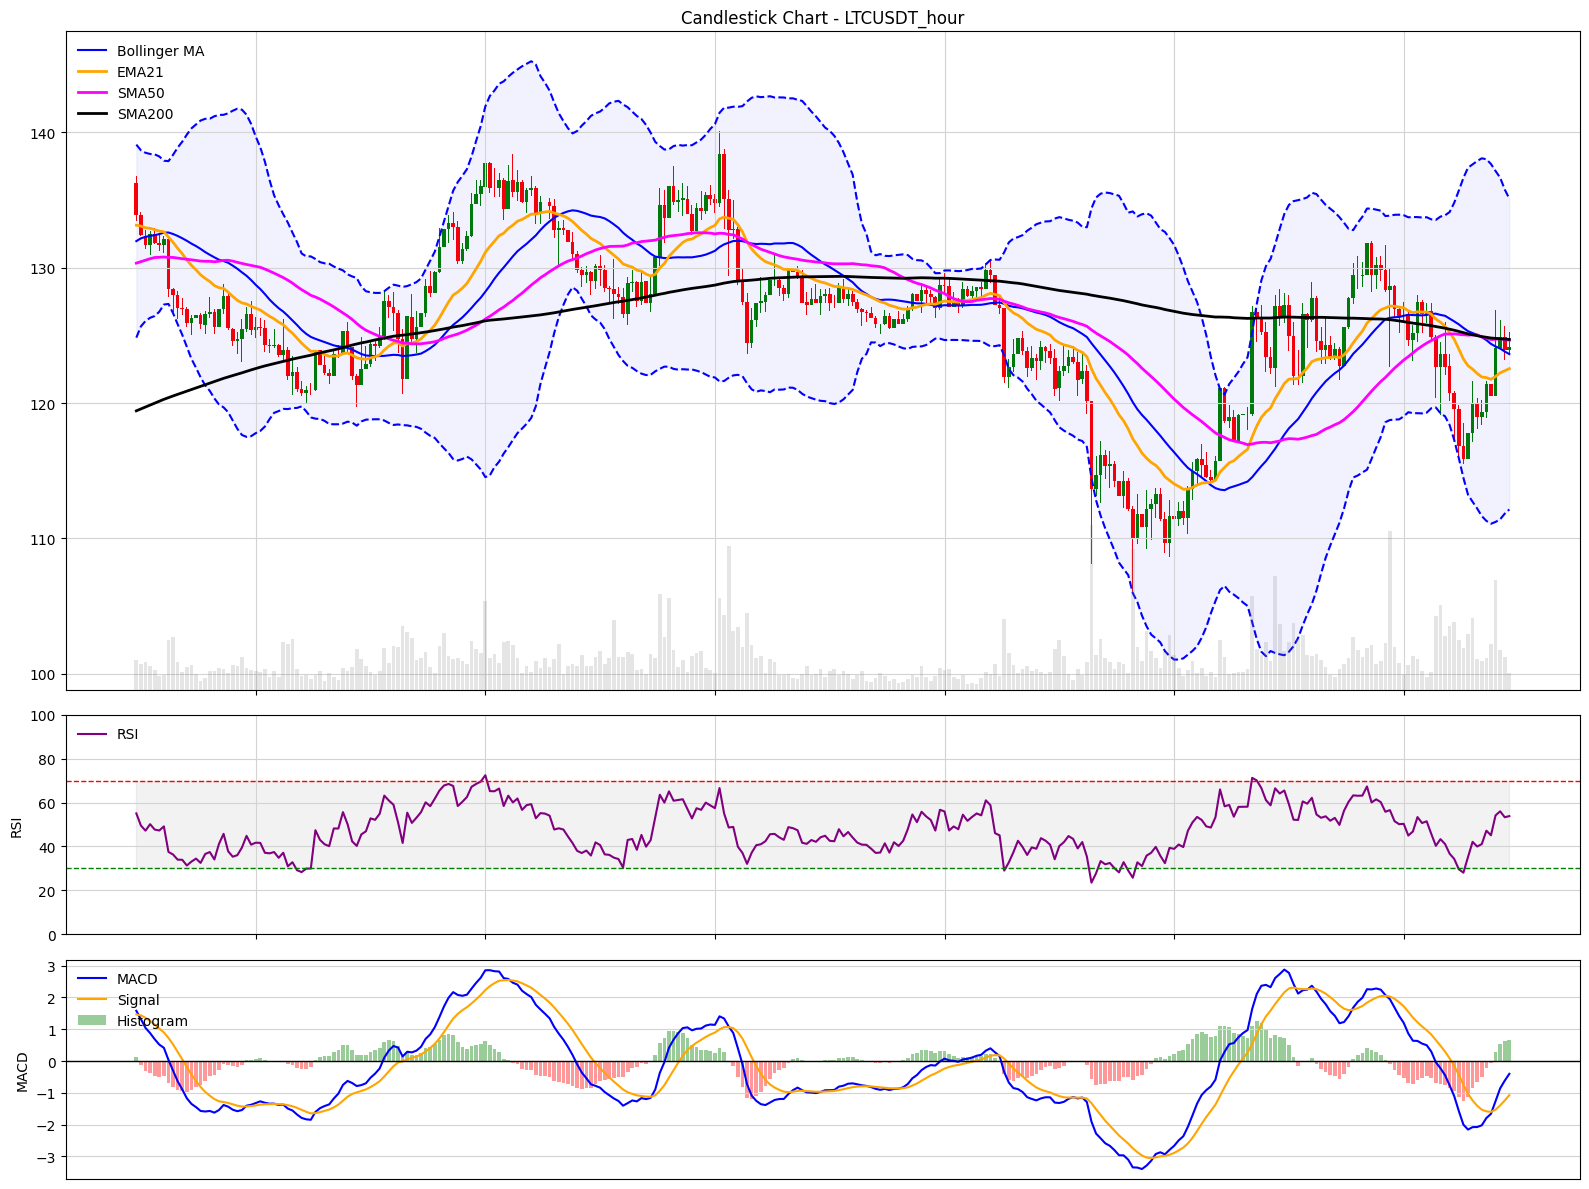 Candlestick Chart - LTCUSDT_hour
Bollinger MA
EMA21
SMA50
SMA200
140
130
120
110
100
100
RSI
80
60
40
20
0
RSI
3
MACD
2
Signal
1
Histogram
0
−1
−2
−3
MACD